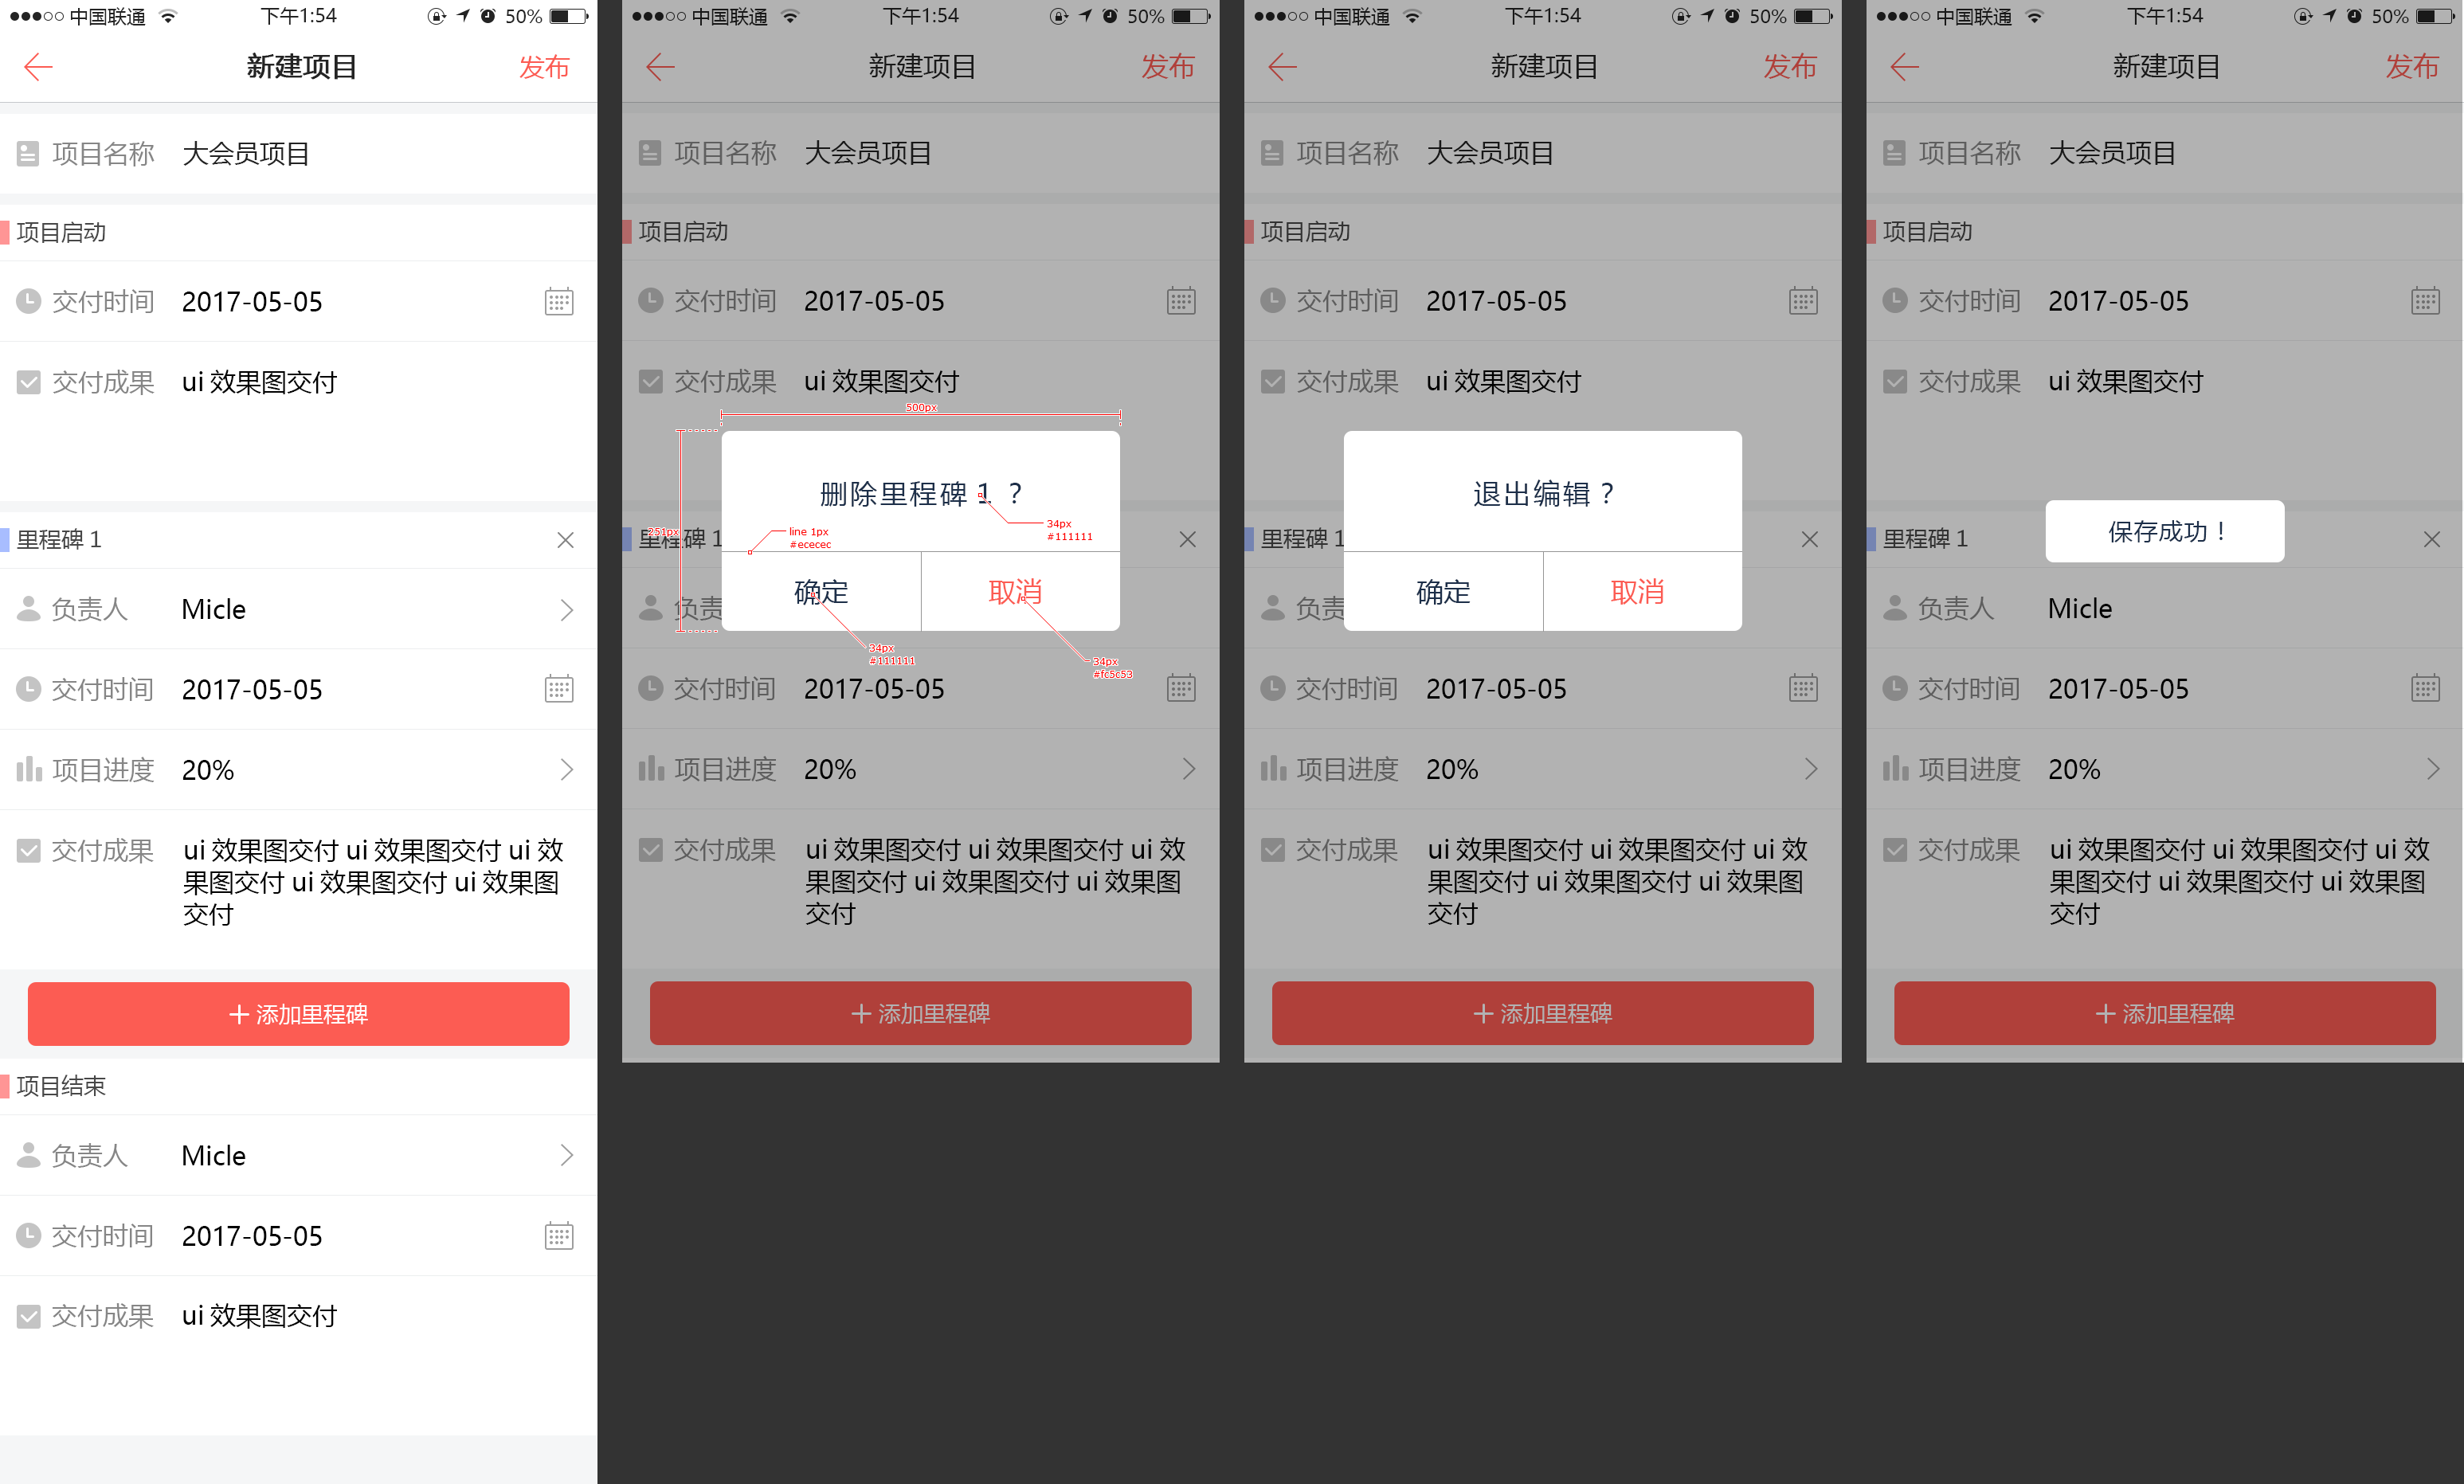 中国联通 下午1:54 50%
新建项目 发布
项目名称 大会员项目
项目启动
交付时间 2017-05-05
交付成果 ui 效果图交付
里程碑 1
负责人 Micle
交付时间 2017-05-05
项目进度 20%
交付成果 ui 效果图交付 ui 效果图交付 ui 效
果图交付 ui 效果图交付 ui 效果图
交付
添加里程碑
项目结束
负责人 Micle
交付时间 2017-05-05
交付成果 ui 效果图交付
中国联通 下午1:54 50%
新建项目 发布
项目名称 大会员项目
项目启动
交付时间 2017-05-05
交付成果 ui 效果图交付
500px
删除里程碑 1 ？
251px
line 1px
#ececec
34px
#111111
里程碑 1
确定 取消
负责
34px
#111111
34px
#fc5c53
交付时间 2017-05-05
项目进度 20%
交付成果 ui 效果图交付 ui 效果图交付 ui 效
果图交付 ui 效果图交付 ui 效果图
交付
添加里程碑
中国联通 下午1:54 50%
新建项目 发布
项目名称 大会员项目
项目启动
交付时间 2017-05-05
交付成果 ui 效果图交付
退出编辑？
里程碑 1
确定 取消
负责
交付时间 2017-05-05
项目进度 20%
交付成果 ui 效果图交付 ui 效果图交付 ui 效
果图交付 ui 效果图交付 ui 效果图
交付
添加里程碑
中国联通 下午1:54 50%
新建项目 发布
项目名称 大会员项目
项目启动
交付时间 2017-05-05
交付成果 ui 效果图交付
保存成功！
里程碑 1
负责人 Micle
交付时间 2017-05-05
项目进度 20%
交付成果 ui 效果图交付 ui 效果图交付 ui 效
果图交付 ui 效果图交付 ui 效果图
交付
添加里程碑